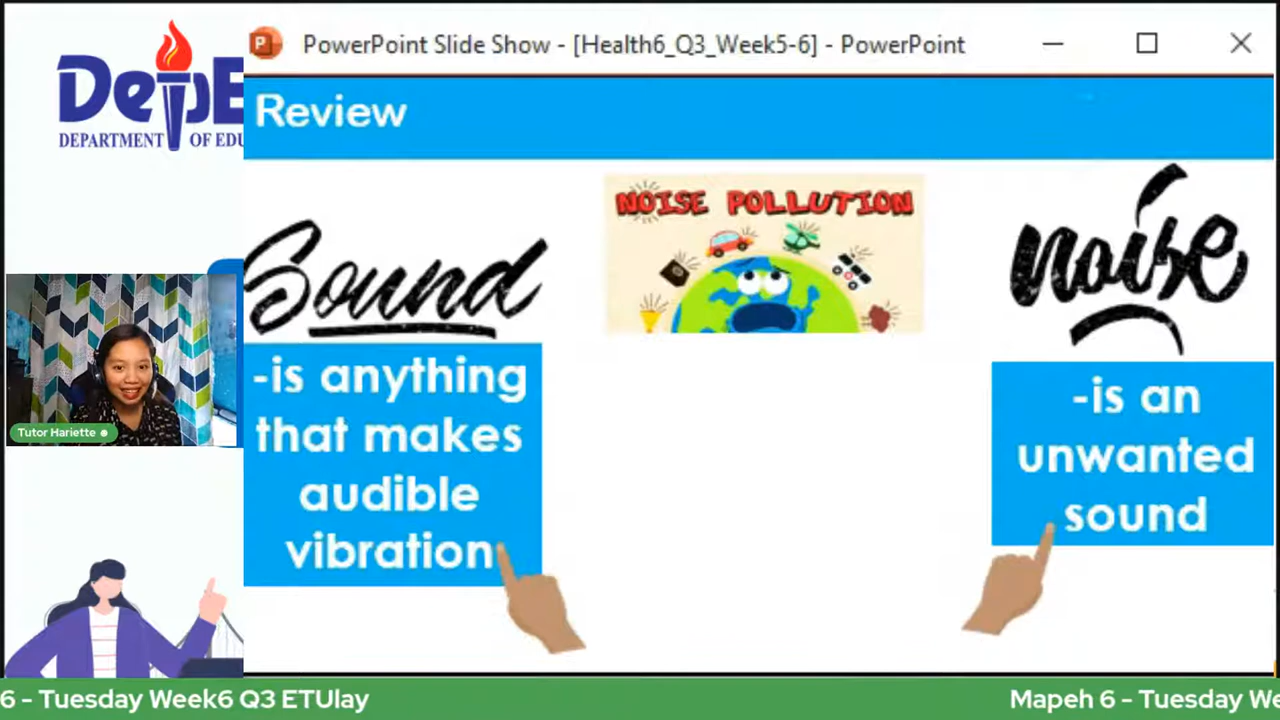 DepE
DEPARTMENT OF EDU
PowerPoint Slide Show - [Health6_Q3_Week5-6] - PowerPoint
Review
Sound
-is anything
that makes
audible
vibration
NOISE POLLUTION
noise
-is an
unwanted
sound
Tutor Hariette
6 - Tuesday Week6 Q3 ETUlay
Mapeh 6 - Tuesday We